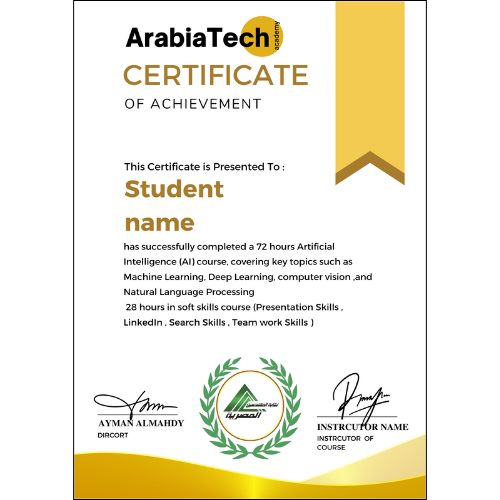 ArabiaTech
academy
CERTIFICATE
OF ACHIEVEMENT
This Certificate is Presented To :
Student
name
has successfully completed a 72 hours Artificial
Intelligence (AI) course, covering key topics such as
Machine Learning, Deep Learning, computer vision ,and
Natural Language Processing
28 hours in soft skills course (Presentation Skills ,
LinkedIn , Search Skills , Team work Skills )
نقابة المهندسين
المصرية
AYMAN ALMAHDY
DIRCORT
INSTRCUTOR NAME
INSTRCUTOR OF
COURSE